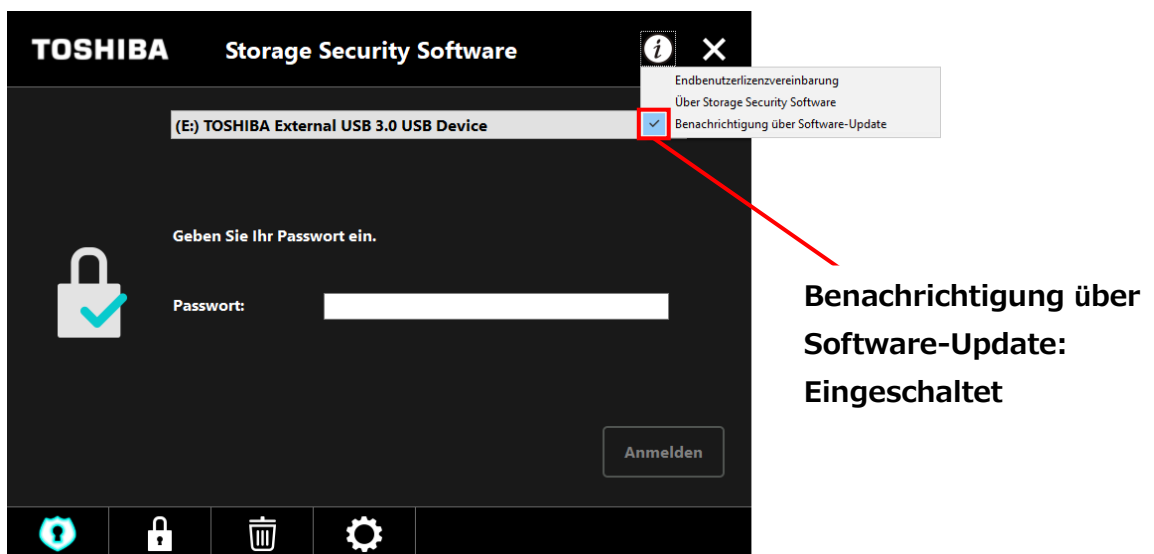 TOSHIBA Storage Security Software
Endbenutzerlizenzvereinbarung
Über Storage Security Software
Benachrichtigung über Software-Update
(E:) TOSHIBA External USB 3.0 USB Device
Geben Sie Ihr Passwort ein.
Passwort:
Anmelden
Benachrichtigung über
Software-Update:
Eingeschaltet